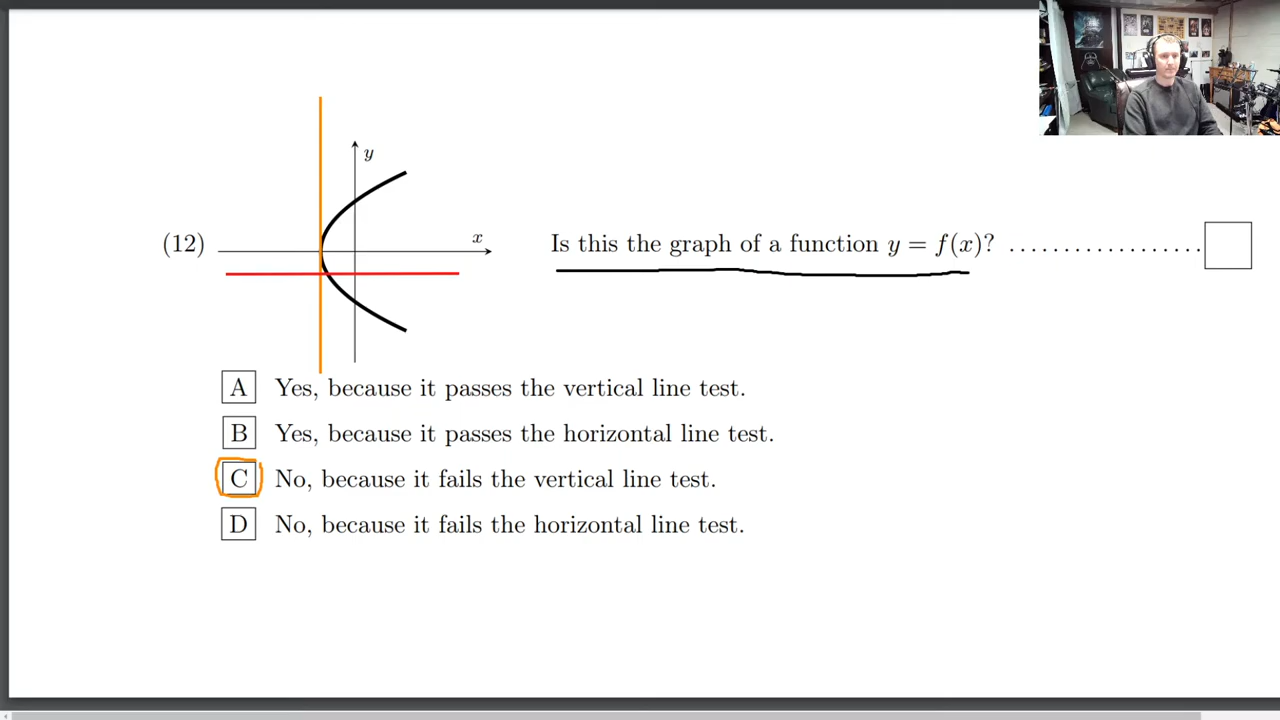 y
x
(12)
Is this the graph of a function y = f(x)? ..................
A Yes, because it passes the vertical line test.
B Yes, because it passes the horizontal line test.
C No, because it fails the vertical line test.
D No, because it fails the horizontal line test.